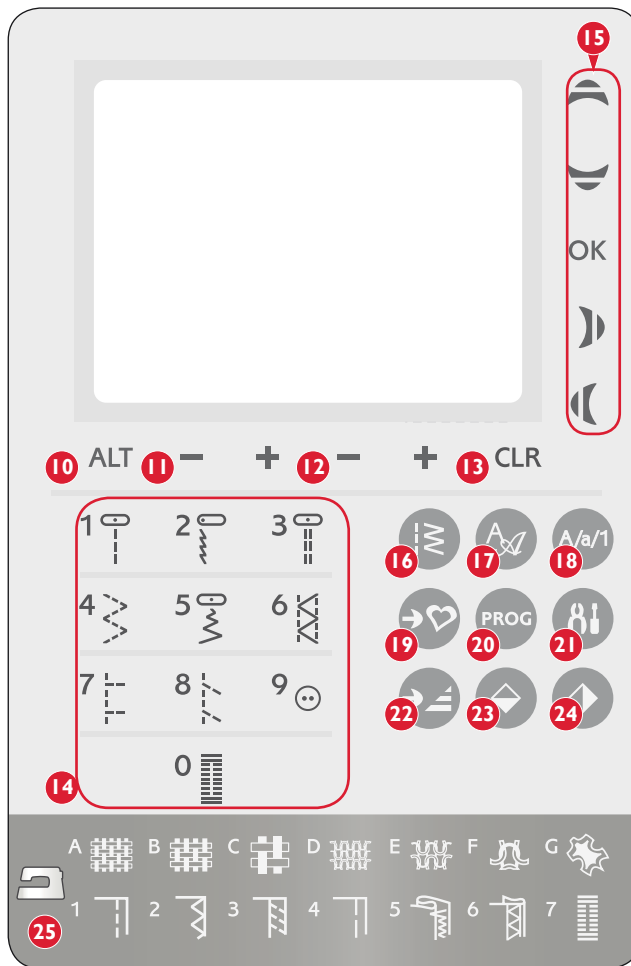 15
OK
10 ALT 11 − + 12 − + 13 CLR
1 2 3
16 17 A 18 A/a/1
4 5 6
19 20 PROG 21
7 8 9
22 23 24
0
14
A B C D E F G
25 1 2 3 4 5 6 7